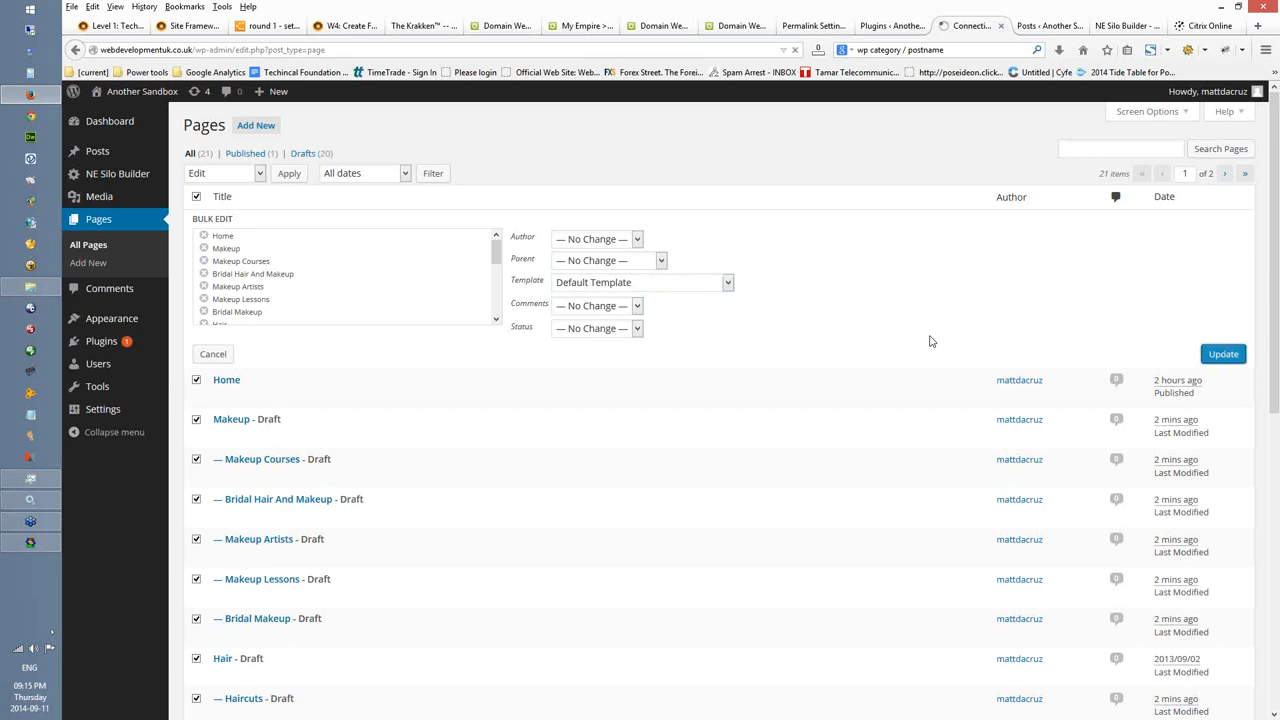 File Edit View History Bookmarks Tools Help
Level 1: Tech... Site Framew... round 1 - set... W4: Create F... The Krakken™ -... Domain We... My Empire >... Domain We... Domain We... Permalink Setti... Plugins ‹ Anothe... Connecti... Posts ‹ Another S... NE Silo Builder -... Citrix Online
webdevelopmentuk.co.uk/wp-admin/edit.php?post_type=page wp category / postname
[current] Power tools Google Analytics Techincal Foundation ... TimeTrade - Sign In Please login Official Web Site: Web... Forex Street. The Forei... Spam Arrest - INBOX Tamar Telecommunic... http://poseidon.click... Untitled | Cyfe 2014 Tide Table for Po...
Another Sandbox 4 0 New Howdy, mattdacruz
Dashboard
Posts
NE Silo Builder
Media
Pages
All Pages
Add New
Comments
Appearance
Plugins 1
Users
Tools
Settings
Collapse menu
Screen Options Help
Pages Add New
All (21) | Published (1) | Drafts (20) Search Pages
Edit Apply All dates Filter 21 items « ‹ 1 of 2 › »
Title Author Date
BULK EDIT
Home
Makeup
Makeup Courses
Bridal Hair And Makeup
Makeup Artists
Makeup Lessons
Bridal Makeup
Hair
Author — No Change —
Parent — No Change —
Template Default Template
Comments — No Change —
Status — No Change —
Cancel Update
Home mattdacruz 0 2 hours ago
Published
Makeup - Draft mattdacruz 0 2 mins ago
Last Modified
— Makeup Courses - Draft mattdacruz 0 2 mins ago
Last Modified
— Bridal Hair And Makeup - Draft mattdacruz 0 2 mins ago
Last Modified
— Makeup Artists - Draft mattdacruz 0 2 mins ago
Last Modified
— Makeup Lessons - Draft mattdacruz 0 2 mins ago
Last Modified
— Bridal Makeup - Draft mattdacruz 0 2 mins ago
Last Modified
Hair - Draft mattdacruz 0 2013/09/02
Last Modified
— Haircuts - Draft mattdacruz 0 2 mins ago
Last Modified
ENG
09:15 PM
Thursday
2014-09-11